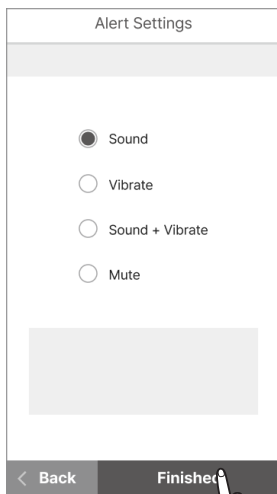 Alert Settings
Sound
Vibrate
Sound + Vibrate
Mute
< Back
Finished